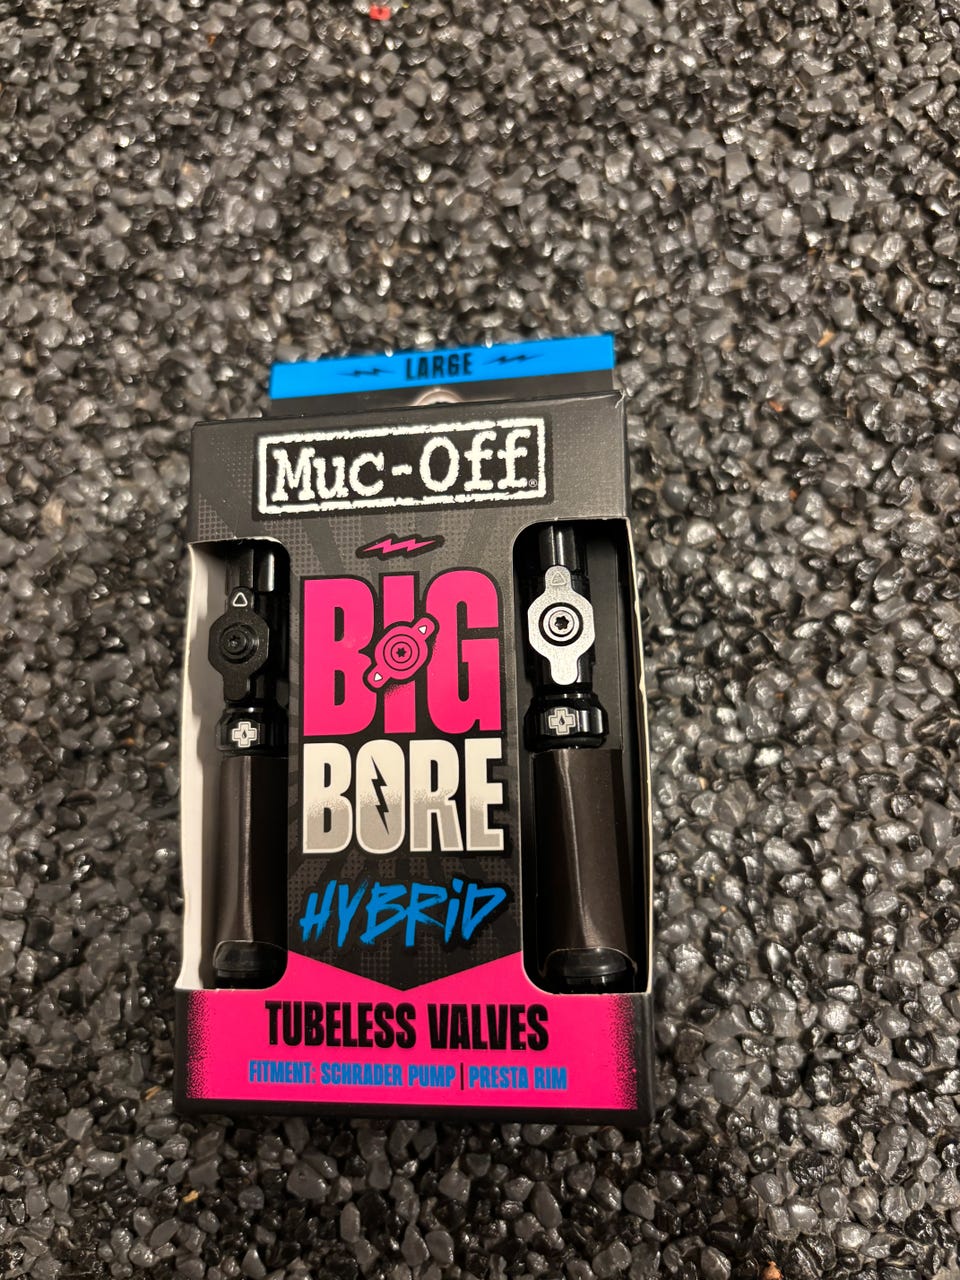 LARGE
Muc-Off®
BIG
BORE
HYBRID
TUBELESS VALVES
FITMENT: SCHRADER PUMP | PRESTA RIM